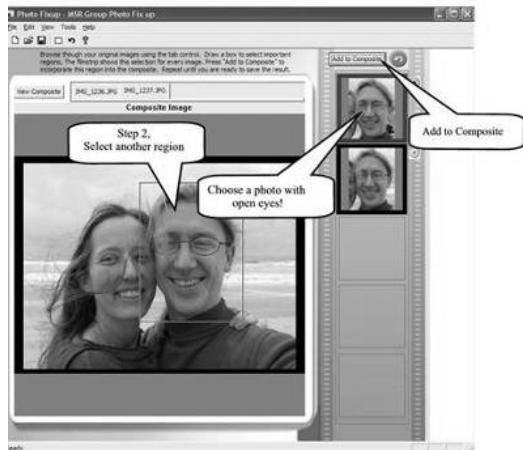 Photo Fixup - MSR Group Photo Fix up
File Edit View Tools Help
Browse though your original images using the tab control. Draw a box to select important
regions. The filmstrip shows this selection for every image. Press "Add to Composite" to
incorporate this region into the composite. Repeat until you are ready to save the result.
Add to Composite
View Composite IMG_1236.JPG IMG_1237.JPG
Composite Image
Step 2,
Select another region
Add to Composite
Choose a photo with
open eyes!